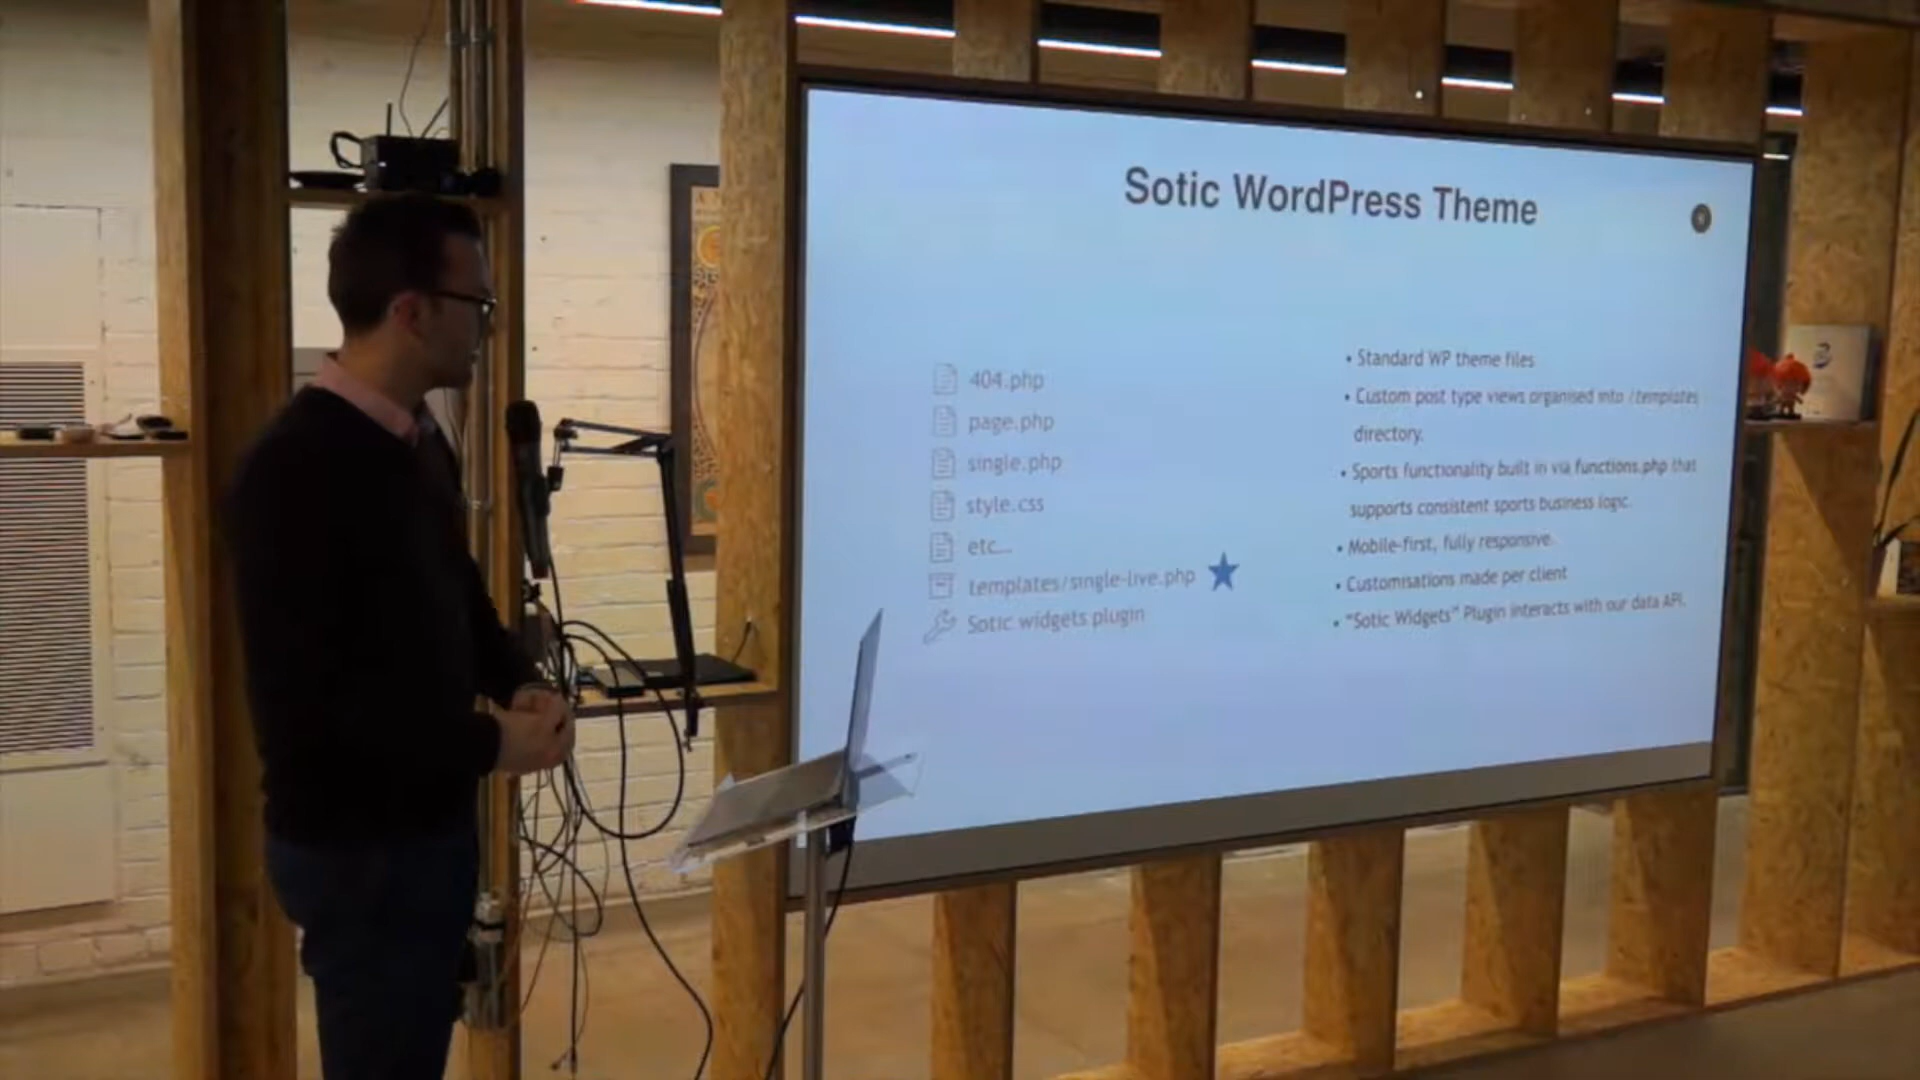 Sotic WordPress Theme
404.php
page.php
single.php
style.css
etc...
templates/single-live.php
Sotic widgets plugin
• Standard WP theme files
• Custom post type views organised into /templates
directory.
• Sports functionality built in via functions.php that
supports consistent sports business logic.
• Mobile-first, fully responsive.
• Customisations made per client
• "Sotic Widgets" Plugin interacts with our data API.